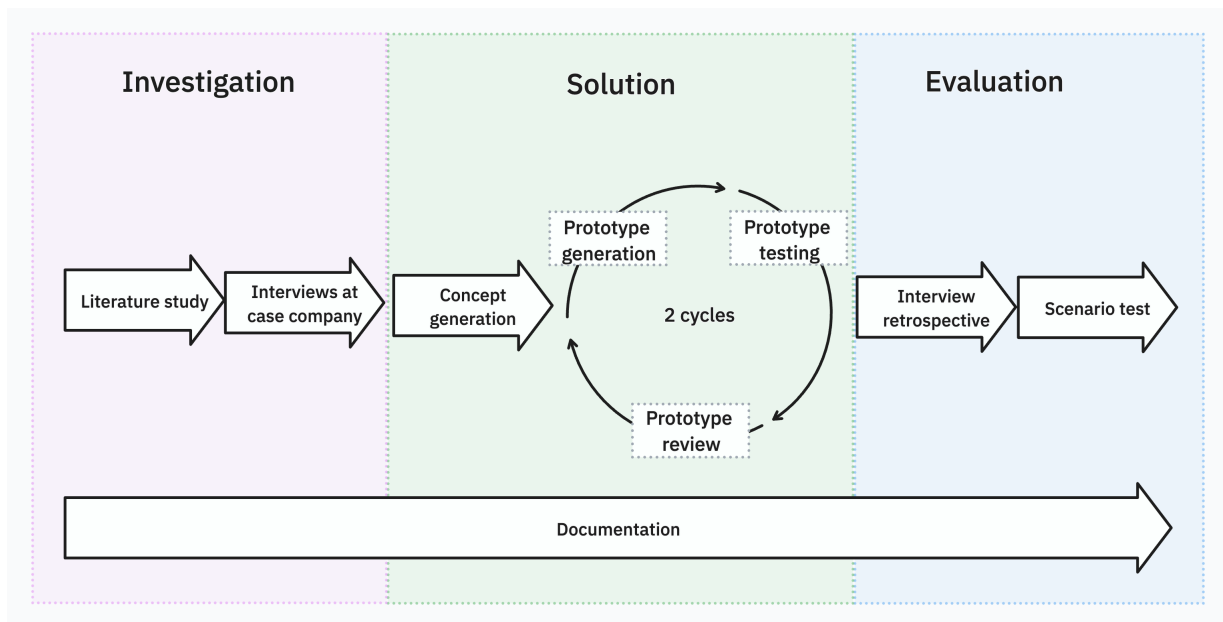 Investigation
Solution
Evaluation
Literature study
Interviews at
case company
Concept
generation
Prototype
generation
Prototype
testing
2 cycles
Prototype
review
Interview
retrospective
Scenario test
Documentation